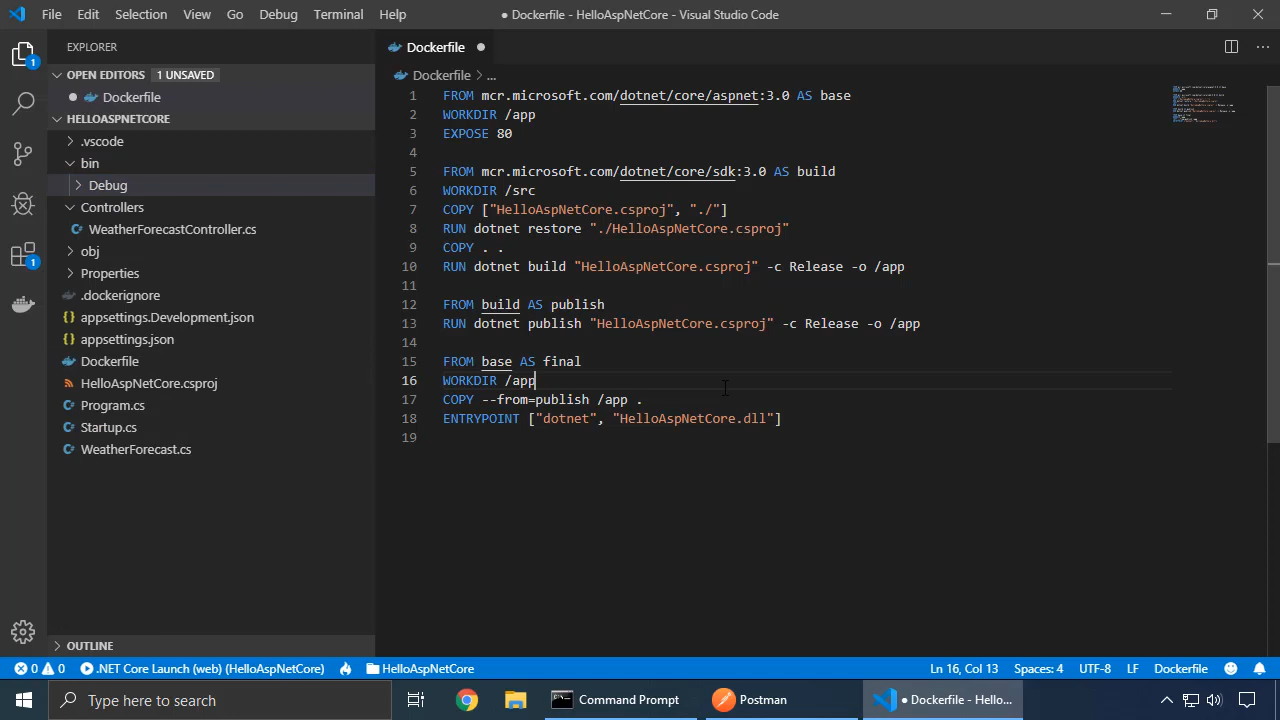 File Edit Selection View Go Debug Terminal Help
● Dockerfile - HelloAspNetCore - Visual Studio Code
EXPLORER
OPEN EDITORS 1 UNSAVED
Dockerfile
HELLOASPNETCORE
.vscode
bin
Debug
Controllers
WeatherForecastController.cs
obj
Properties
.dockerignore
appsettings.Development.json
appsettings.json
Dockerfile
HelloAspNetCore.csproj
Program.cs
Startup.cs
WeatherForecast.cs
OUTLINE
1
1
Dockerfile
Dockerfile > ...
1 FROM mcr.microsoft.com/dotnet/core/aspnet:3.0 AS base
2 WORKDIR /app
3 EXPOSE 80
4
5 FROM mcr.microsoft.com/dotnet/core/sdk:3.0 AS build
6 WORKDIR /src
7 COPY ["HelloAspNetCore.csproj", "./"]
8 RUN dotnet restore "./HelloAspNetCore.csproj"
9 COPY . .
10 RUN dotnet build "HelloAspNetCore.csproj" -c Release -o /app
11
12 FROM build AS publish
13 RUN dotnet publish "HelloAspNetCore.csproj" -c Release -o /app
14
15 FROM base AS final
16 WORKDIR /app
17 COPY --from=publish /app .
18 ENTRYPOINT ["dotnet", "HelloAspNetCore.dll"]
19
0 0 .NET Core Launch (web) (HelloAspNetCore) HelloAspNetCore Ln 16, Col 13 Spaces: 4 UTF-8 LF Dockerfile
Type here to search Command Prompt Postman ● Dockerfile - Hello...